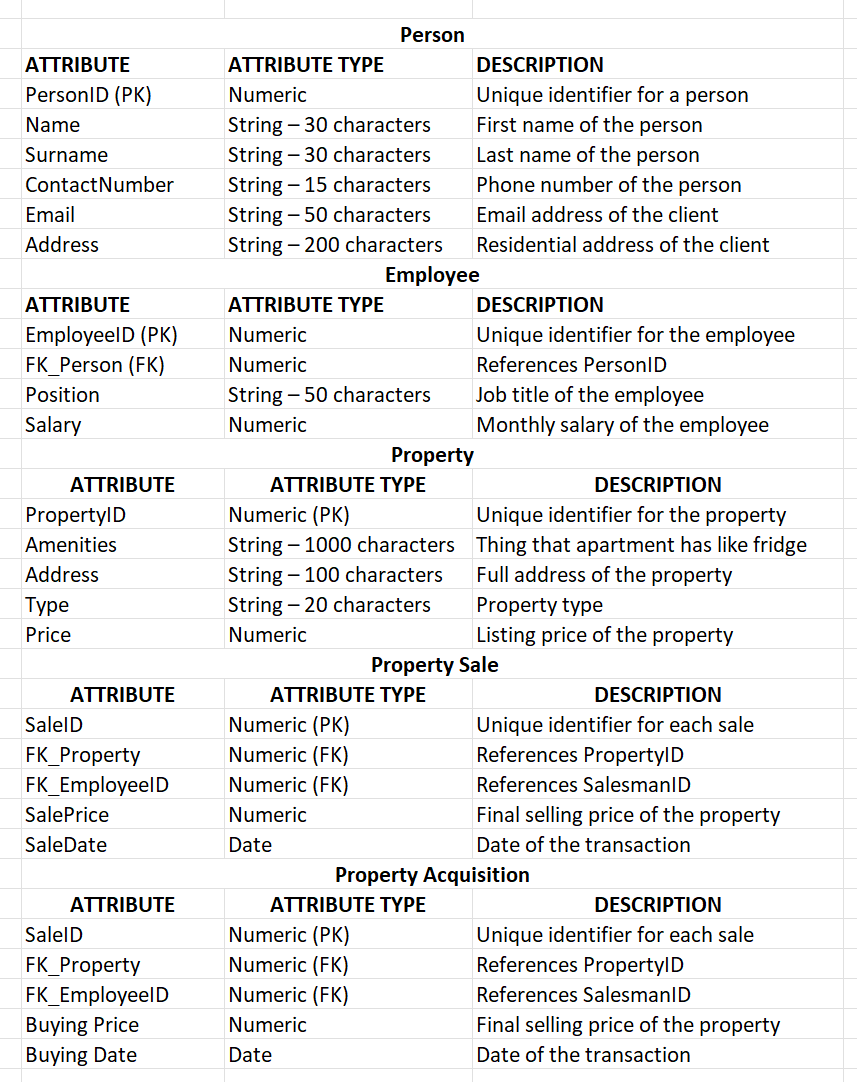 Person
ATTRIBUTE ATTRIBUTE TYPE DESCRIPTION
PersonID (PK) Numeric Unique identifier for a person
Name String – 30 characters First name of the person
Surname String – 30 characters Last name of the person
ContactNumber String – 15 characters Phone number of the person
Email String – 50 characters Email address of the client
Address String – 200 characters Residential address of the client
Employee
ATTRIBUTE ATTRIBUTE TYPE DESCRIPTION
EmployeeID (PK) Numeric Unique identifier for the employee
FK_Person (FK) Numeric References PersonID
Position String – 50 characters Job title of the employee
Salary Numeric Monthly salary of the employee
Property
ATTRIBUTE ATTRIBUTE TYPE DESCRIPTION
PropertyID Numeric (PK) Unique identifier for the property
Amenities String – 1000 characters Thing that apartment has like fridge
Address String – 100 characters Full address of the property
Type String – 20 characters Property type
Price Numeric Listing price of the property
Property Sale
ATTRIBUTE ATTRIBUTE TYPE DESCRIPTION
SaleID Numeric (PK) Unique identifier for each sale
FK_Property Numeric (FK) References PropertyID
FK_EmployeeID Numeric (FK) References SalesmanID
SalePrice Numeric Final selling price of the property
SaleDate Date Date of the transaction
Property Acquisition
ATTRIBUTE ATTRIBUTE TYPE DESCRIPTION
SaleID Numeric (PK) Unique identifier for each sale
FK_Property Numeric (FK) References PropertyID
FK_EmployeeID Numeric (FK) References SalesmanID
Buying Price Numeric Final selling price of the property
Buying Date Date Date of the transaction